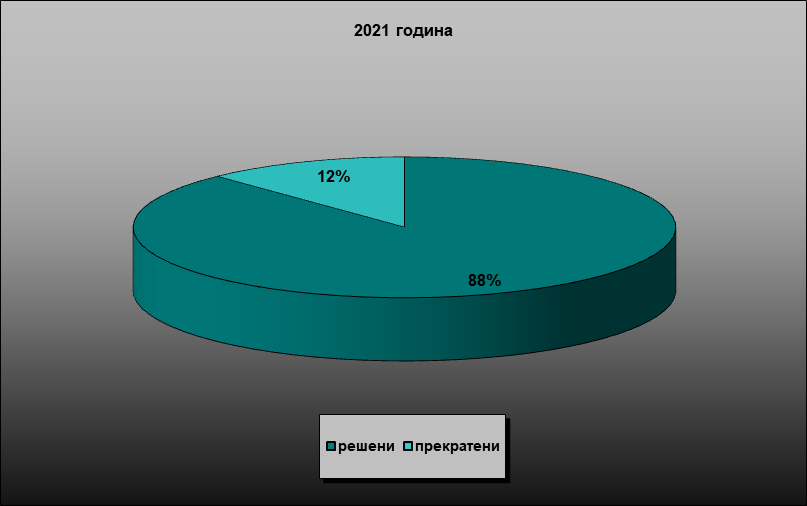 2021 година
12%
88%
решени прекратени